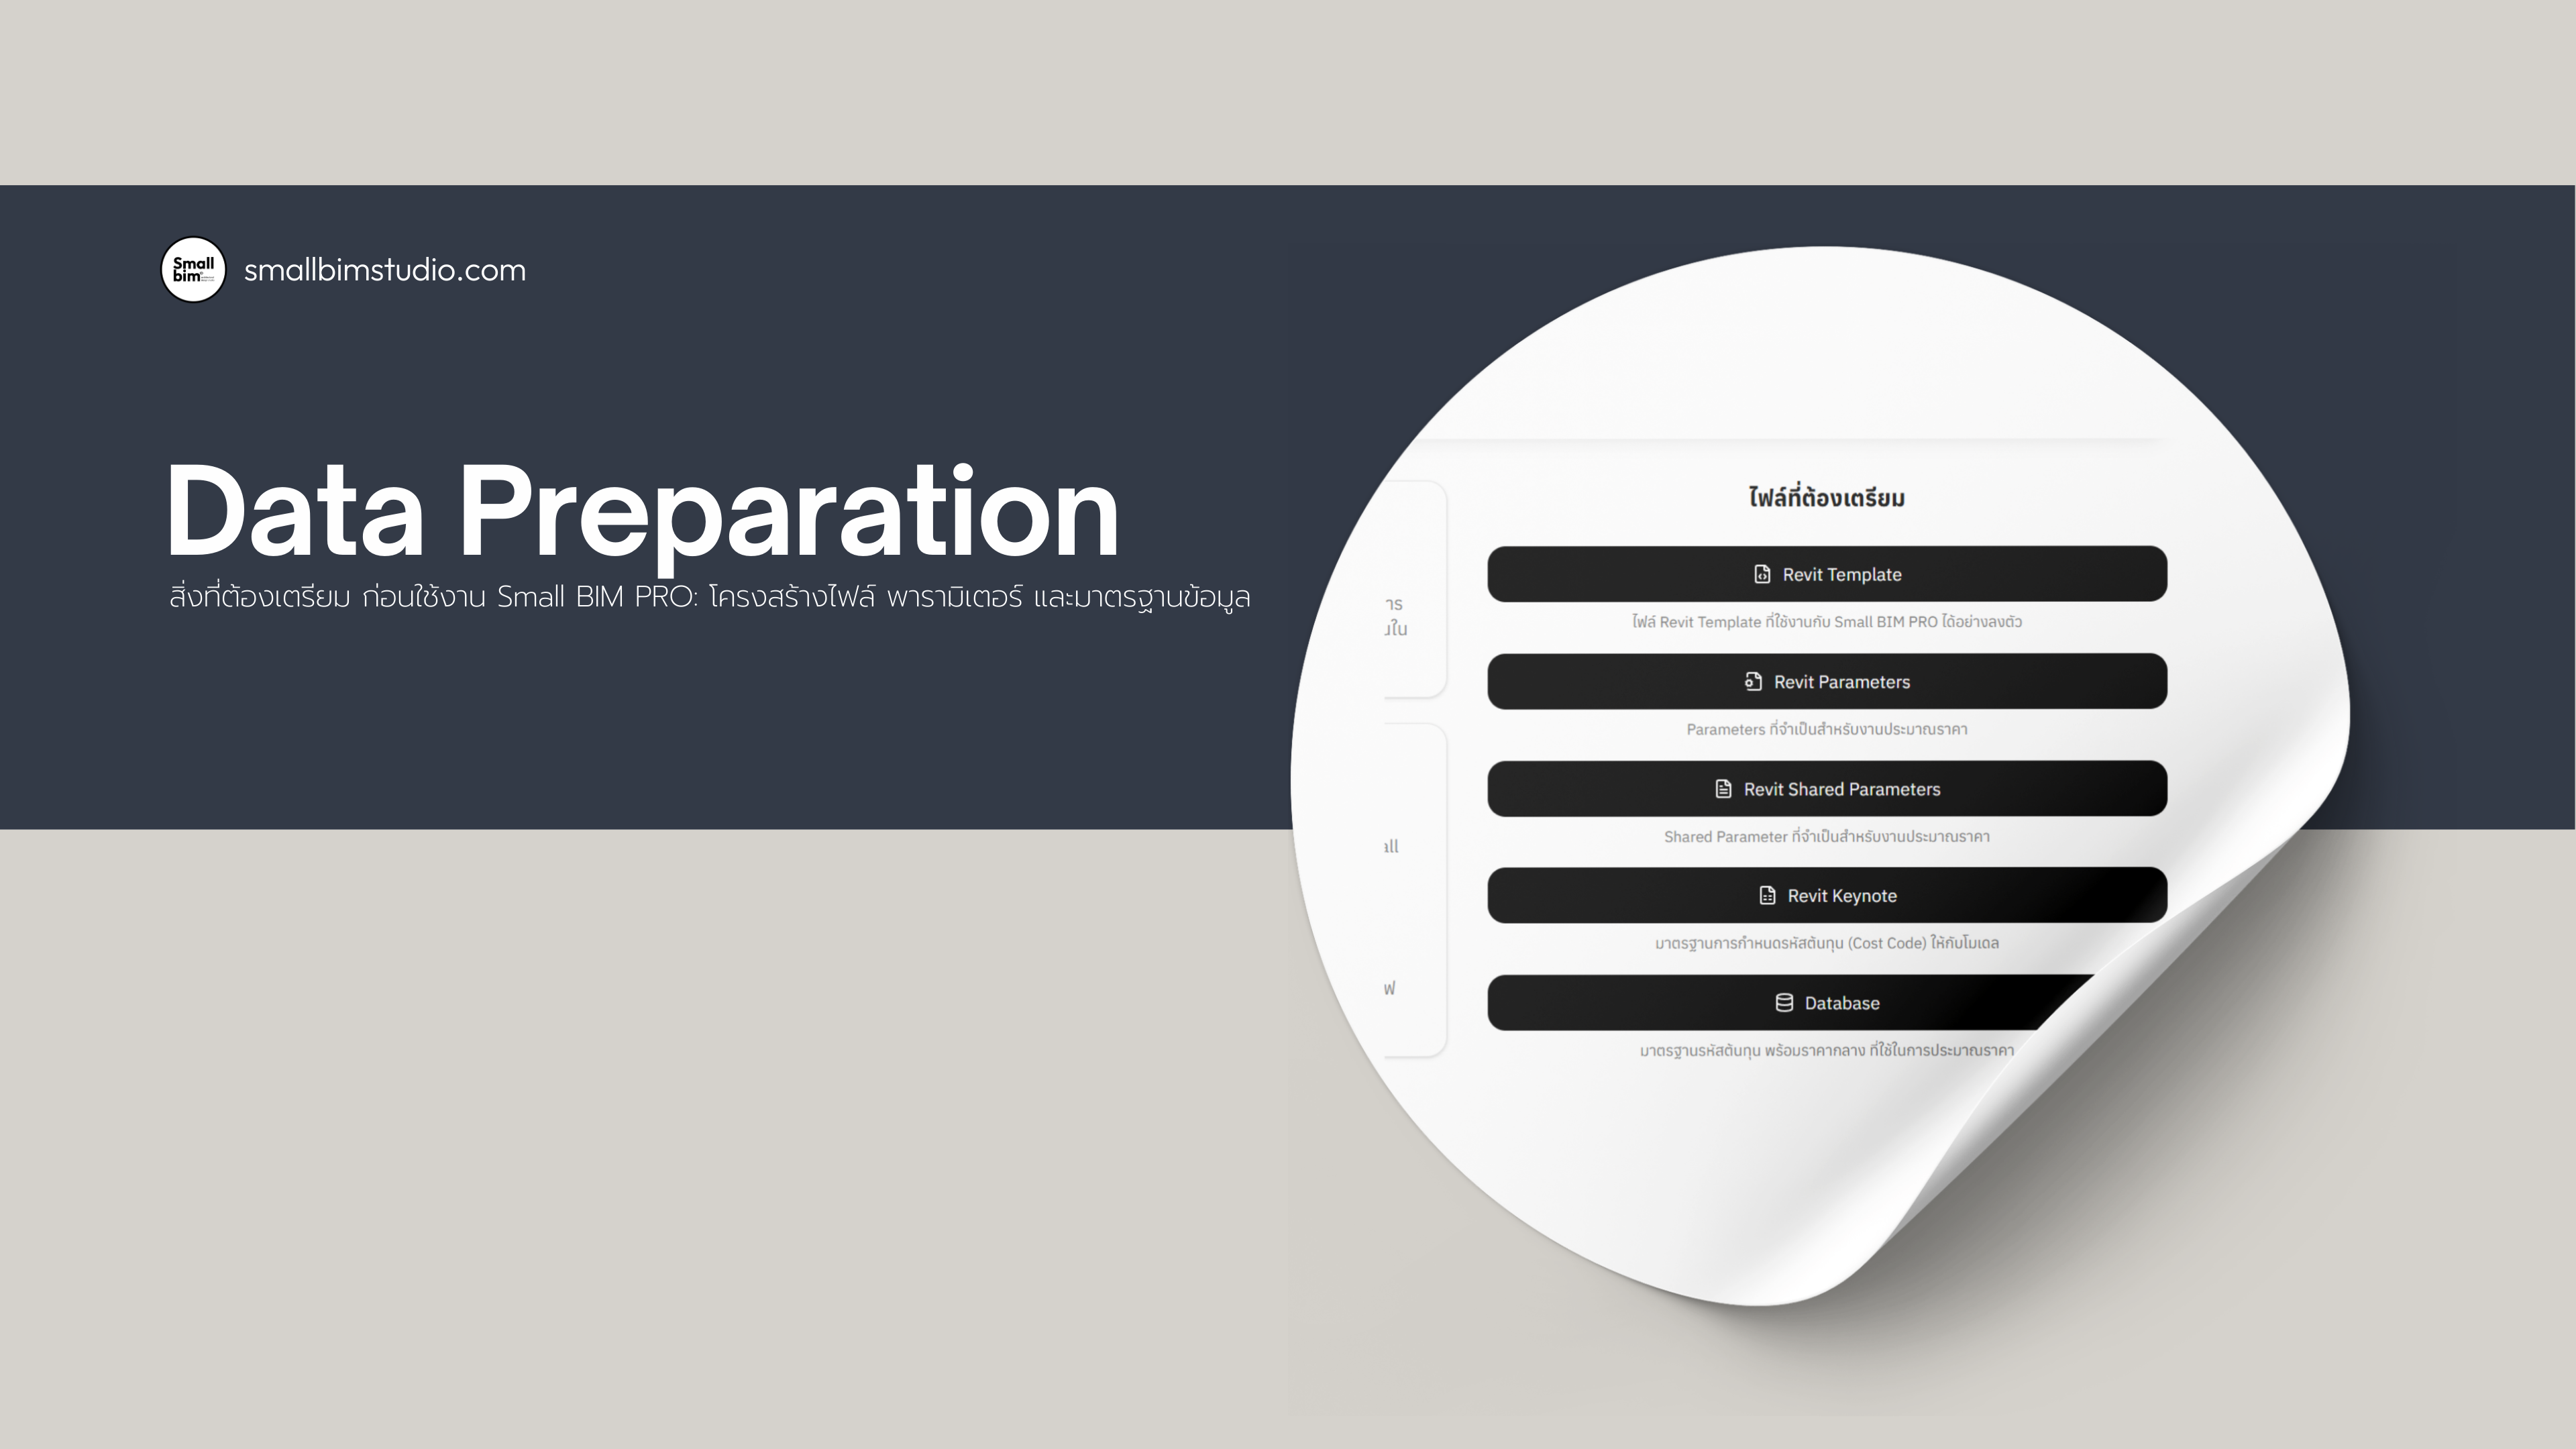 Small
bim
smallbimstudio.com
Data Preparation
สิ่งที่ต้องเตรียม ก่อนใช้งาน Small BIM PRO: โครงสร้างไฟล์ พารามิเตอร์ และมาตรฐานข้อมูล
ไฟล์ที่ต้องเตรียม
Revit Template
ไฟล์ Revit Template ที่ใช้งานกับ Small BIM PRO ได้อย่างลงตัว
Revit Parameters
Parameters ที่จำเป็นสำหรับงานประมาณราคา
Revit Shared Parameters
Shared Parameter ที่จำเป็นสำหรับงานประมาณราคา
Revit Keynote
มาตรฐานการกำหนดรหัสต้นทุน (Cost Code) ให้กับโมเดล
Database
มาตรฐานรหัสต้นทุน พร้อมราคากลาง ที่ใช้ในการประมาณราคา